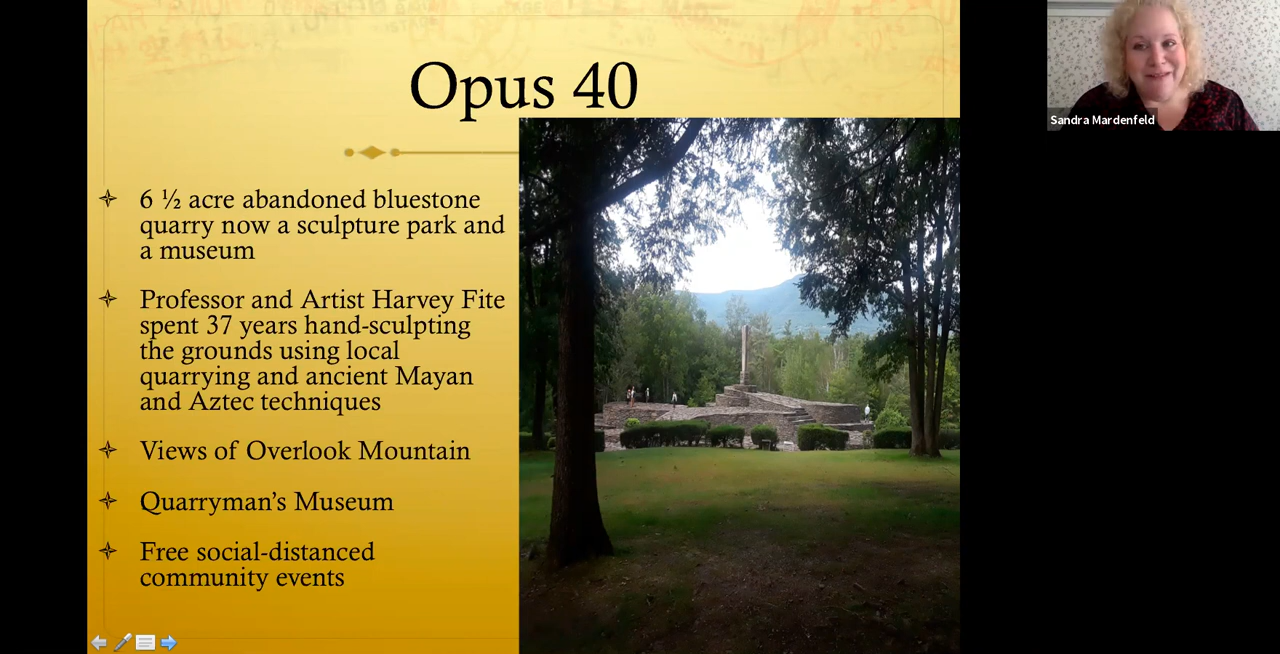 Opus 40
6 ½ acre abandoned bluestone
quarry now a sculpture park and
a museum
Professor and Artist Harvey Fite
spent 37 years hand-sculpting
the grounds using local
quarrying and ancient Mayan
and Aztec techniques
Views of Overlook Mountain
Quarryman’s Museum
Free social-distanced
community events
Sandra Mardenfeld